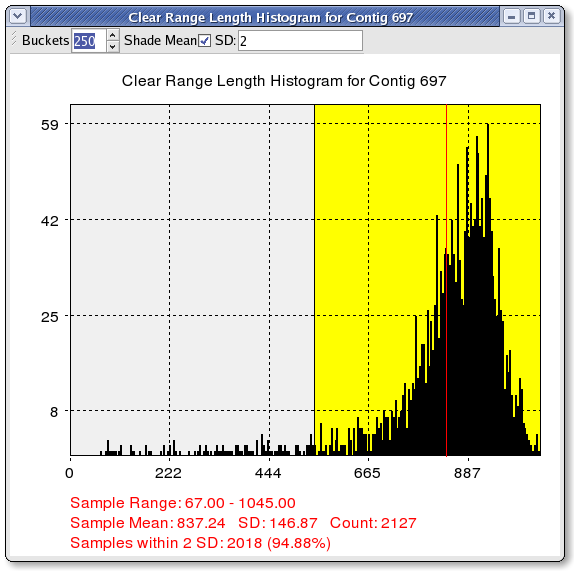 Clear Range Length Histogram for Contig 697
Buckets 250 Shade Mean SD: 2
Clear Range Length Histogram for Contig 697
59
42
25
8
0 222 444 665 887
Sample Range: 67.00 - 1045.00
Sample Mean: 837.24 SD: 146.87 Count: 2127
Samples within 2 SD: 2018 (94.88%)